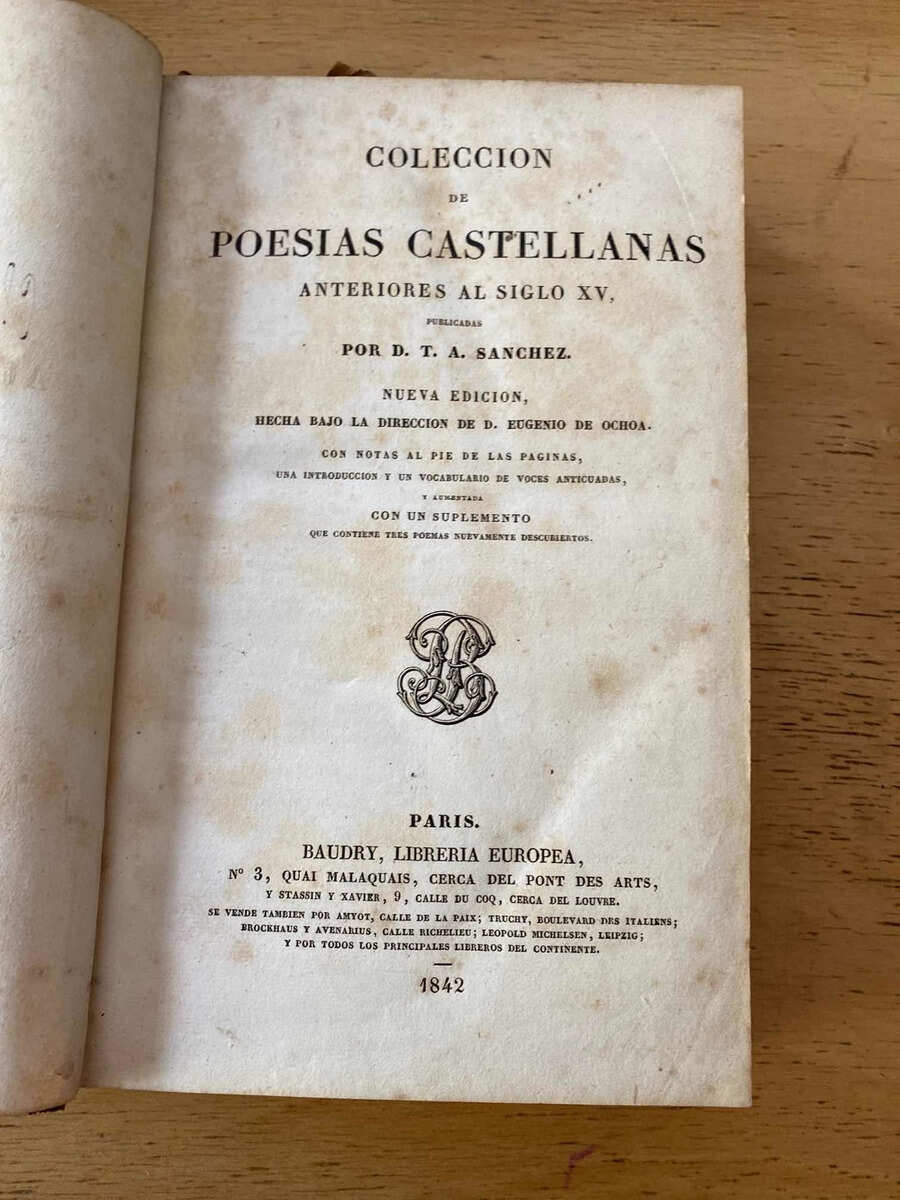 COLECCION
DE
POESIAS CASTELLANAS
ANTERIORES AL SIGLO XV,
PUBLICADAS
POR D. T. A. SANCHEZ.
NUEVA EDICION,
HECHA BAJO LA DIRECCION DE D. EUGENIO DE OCHOA.
CON NOTAS AL PIE DE LAS PAGINAS,
UNA INTRODUCCION Y UN VOCABULARIO DE VOCES ANTICUADAS,
Y AUMENTADA
CON UN SUPLEMENTO
QUE CONTIENE TRES POEMAS NUEVAMENTE DESCUBIERTOS.
PARIS.
BAUDRY, LIBRERIA EUROPEA,
Nº 3, QUAI MALAQUAIS, CERCA DEL PONT DES ARTS,
Y STASSIN Y XAVIER, 9, CALLE DU COQ, CERCA DEL LOUVRE.
SE VENDE TAMBIEN POR AMYOT, CALLE DE LA PAIX; TRUCHY, BOULEVARD DES ITALIENS;
BROCKHAUS Y AVENARIUS, CALLE RICHELIEU; LEOPOLD MICHELSEN, LEIPZIG;
Y POR TODOS LOS PRINCIPALES LIBREROS DEL CONTINENTE.
1842